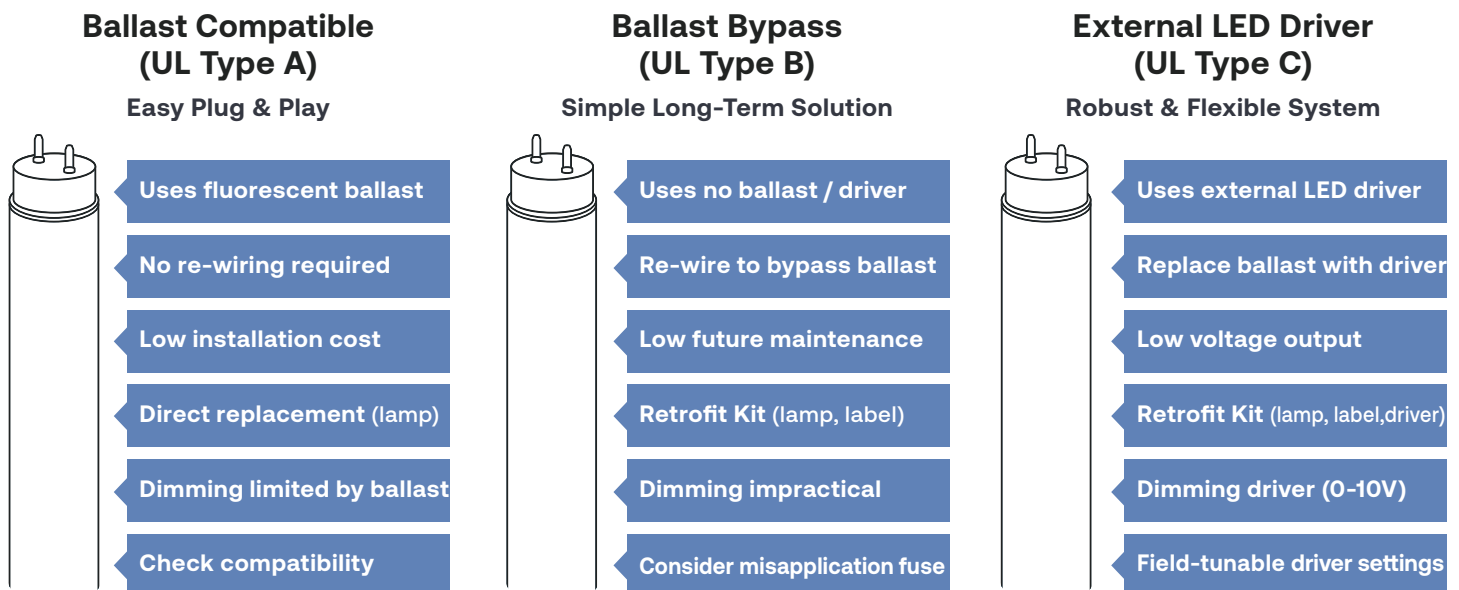 Ballast Compatible
(UL Type A)
Easy Plug & Play
Uses fluorescent ballast
No re-wiring required
Low installation cost
Direct replacement (lamp)
Dimming limited by ballast
Check compatibility
Ballast Bypass
(UL Type B)
Simple Long-Term Solution
Uses no ballast / driver
Re-wire to bypass ballast
Low future maintenance
Retrofit Kit (lamp, label)
Dimming impractical
Consider misapplication fuse
External LED Driver
(UL Type C)
Robust & Flexible System
Uses external LED driver
Replace ballast with driver
Low voltage output
Retrofit Kit (lamp, label,driver)
Dimming driver (0-10V)
Field-tunable driver settings